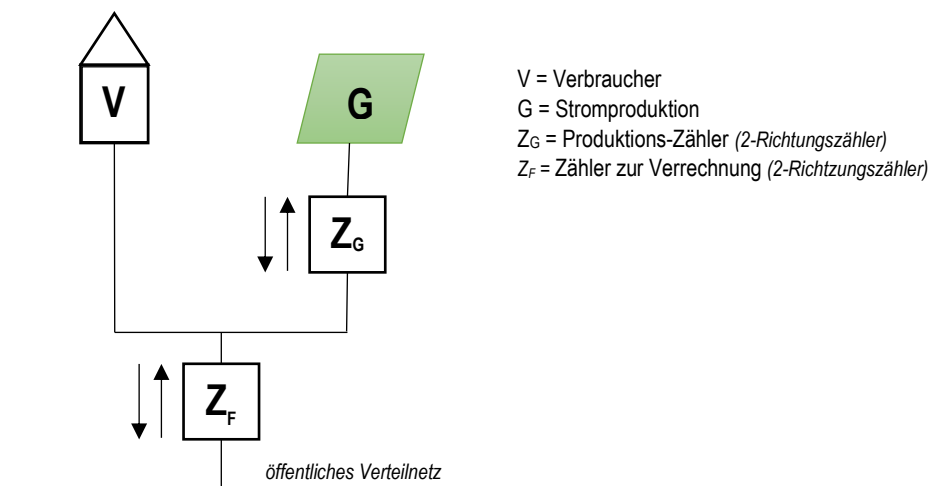 V
G
V = Verbraucher
G = Stromproduktion
ZG = Produktions-Zähler (2-Richtungszähler)
ZF = Zähler zur Verrechnung (2-Richtzungszähler)
ZG
ZF
öffentliches Verteilnetz